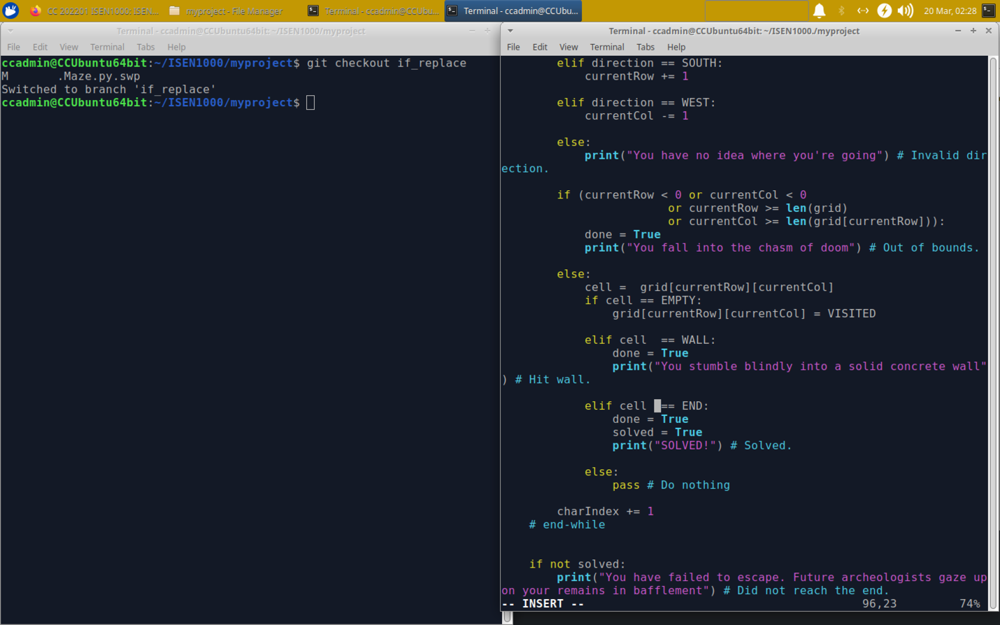 CC 202201 ISEN1000: ISEN...
myproject - File Manager
Terminal - ccadmin@CCUbu...
Terminal - ccadmin@CCUbu...
20 Mar, 02:28
Terminal - ccadmin@CCUbuntu64bit: ~/ISEN1000/myproject
File Edit View Terminal Tabs Help
ccadmin@CCUbuntu64bit:~/ISEN1000/myproject$ git checkout if_replace
M       .Maze.py.swp
Switched to branch 'if_replace'
ccadmin@CCUbuntu64bit:~/ISEN1000/myproject$
Terminal - ccadmin@CCUbuntu64bit: ~/ISEN1000./myproject
File Edit View Terminal Tabs Help
        elif direction == SOUTH:
            currentRow += 1
        elif direction == WEST:
            currentCol -= 1
        else:
            print("You have no idea where you're going") # Invalid dir
ection.
        if (currentRow < 0 or currentCol < 0
                        or currentRow >= len(grid)
                        or currentCol >= len(grid[currentRow])):
            done = True
            print("You fall into the chasm of doom") # Out of bounds.
        else:
            cell =  grid[currentRow][currentCol]
            if cell == EMPTY:
                grid[currentRow][currentCol] = VISITED
            elif cell  == WALL:
                done = True
                print("You stumble blindly into a solid concrete wall"
) # Hit wall.
            elif cell  == END:
                done = True
                solved = True
                print("SOLVED!") # Solved.
            else:
                pass # Do nothing
        charIndex += 1
    # end-while
    if not solved:
        print("You have failed to escape. Future archeologists gaze up
on your remains in bafflement") # Did not reach the end.
-- INSERT --                                        96,23         74%